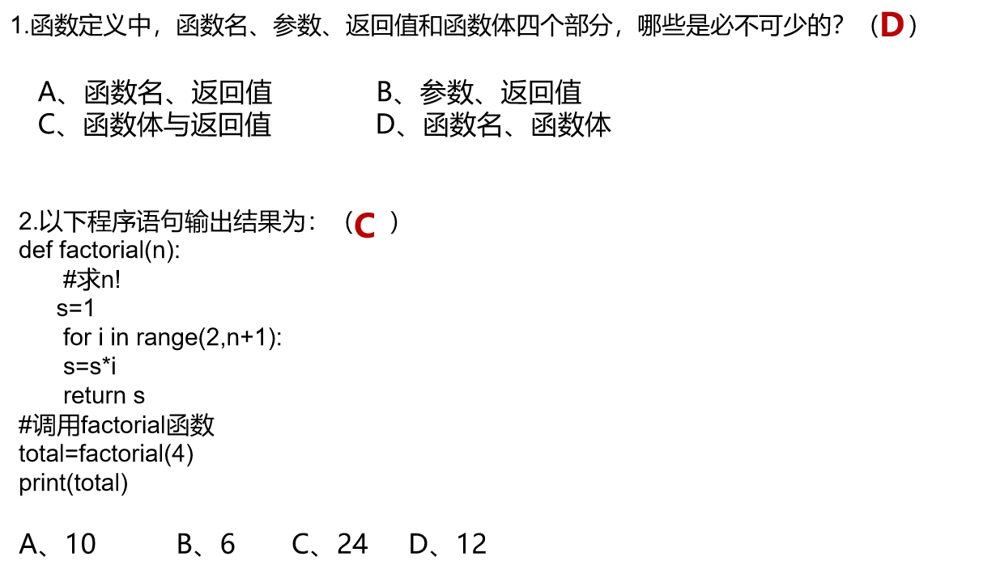 1.函数定义中，函数名、参数、返回值和函数体四个部分，哪些是必不可少的？（D）
A、函数名、返回值 B、参数、返回值
C、函数体与返回值 D、函数名、函数体
2.以下程序语句输出结果为：（C ）
def factorial(n):
#求n!
s=1
for i in range(2,n+1):
s=s*i
return s
#调用factorial函数
total=factorial(4)
print(total)
A、10 B、6 C、24 D、12